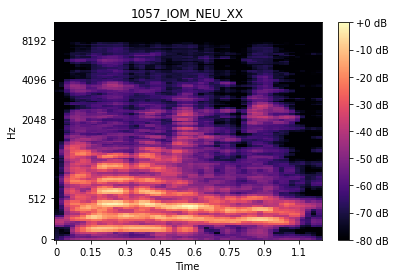 1057_IOM_NEU_XX
+0 dB
8192
-10 dB
4096
-20 dB
-30 dB
2048
Hz
-40 dB
1024
-50 dB
512
-60 dB
-70 dB
0
-80 dB
0 0.15 0.3 0.45 0.6 0.75 0.9 1.1
Time